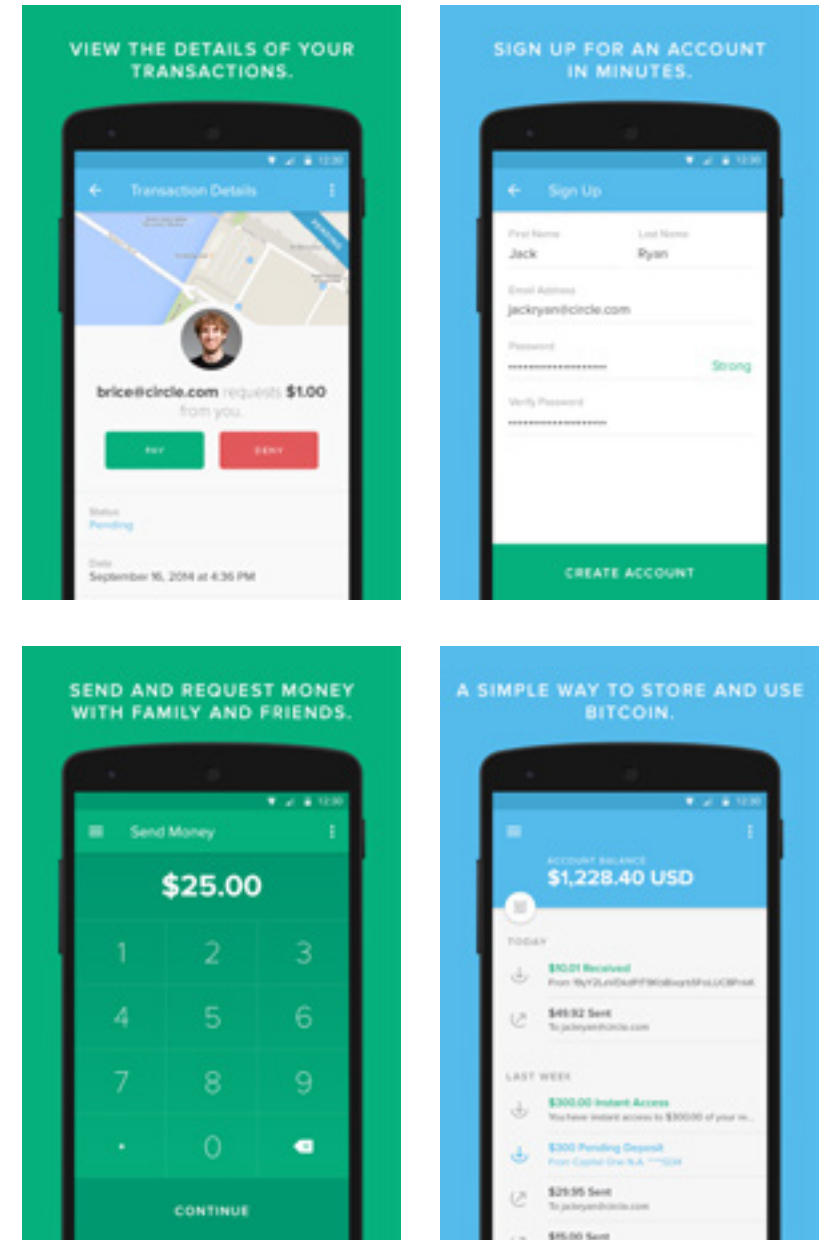 VIEW THE DETAILS OF YOUR
TRANSACTIONS.
12:30
Transaction Details
PENDING
brice@circle.com requests $1.00
from you.
PAY
DENY
Status
Pending
Date
September 16, 2014 at 4:36 PM
SIGN UP FOR AN ACCOUNT
IN MINUTES.
12:30
Sign Up
First Name
Last Name
Jack
Ryan
Email Address
jackryan@circle.com
Password
Strong
Verify Password
CREATE ACCOUNT
SEND AND REQUEST MONEY
WITH FAMILY AND FRIENDS.
12:30
Send Money
$25.00
1 2 3
4 5 6
7 8 9
. 0
CONTINUE
A SIMPLE WAY TO STORE AND USE
BITCOIN.
12:30
ACCOUNT BALANCE
$1,228.40 USD
TODAY
$10.01 Received
From
$49.92 Sent
To jackryan@circle.com
LAST WEEK
$300.00 Instant Access
You have instant access to $300.00 of your
$300 Pending Deposit
From Capital One N.A.
$29.95 Sent
To jackryan@circle.com
$15.00 Sent